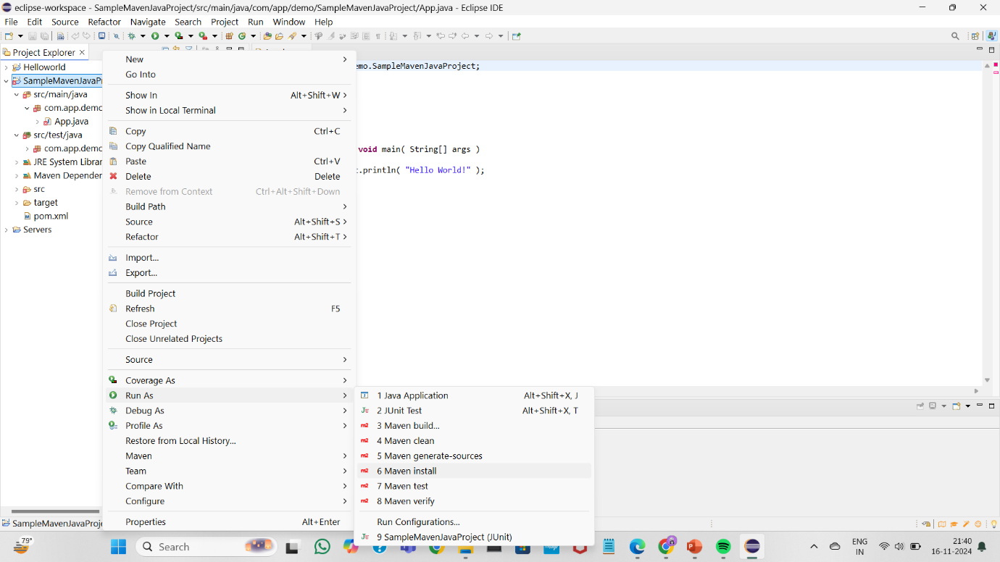 eclipse-workspace - SampleMavenJavaProject/src/main/java/com/app/demo/SampleMavenJavaProject/App.java - Eclipse IDE
File Edit Source Refactor Navigate Search Project Run Window Help
Project Explorer
Helloworld
SampleMavenJavaPr
src/main/java
com.app.demo
App.java
src/test/java
com.app.demo
JRE System Librar
Maven Dependen
src
target
pom.xml
Servers
New
Go Into
Show In Alt+Shift+W
Show in Local Terminal
Copy Ctrl+C
Copy Qualified Name
Paste Ctrl+V
Delete Delete
Remove from Context Ctrl+Alt+Shift+Down
Build Path
Source Alt+Shift+S
Refactor Alt+Shift+T
Import...
Export...
Build Project
Refresh F5
Close Project
Close Unrelated Projects
Source
Coverage As
Run As
Debug As
Profile As
Restore from Local History...
Maven
Team
Compare With
Configure
Properties Alt+Enter
emo.SampleMavenJavaProject;
void main( String[] args )
t.println( "Hello World!" );
1 Java Application Alt+Shift+X, J
2 JUnit Test Alt+Shift+X, T
3 Maven build...
4 Maven clean
5 Maven generate-sources
6 Maven install
7 Maven test
8 Maven verify
Run Configurations...
9 SampleMavenJavaProject (JUnit)
SampleMavenJavaProje
79°
Search
ENG
IN
21:40
16-11-2024